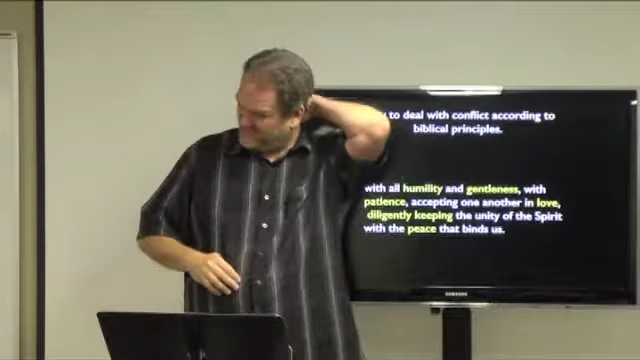 to deal with conflict according to
biblical principles.
with all humility and gentleness, with
patience, accepting one another in love,
diligently keeping the unity of the Spirit
with the peace that binds us.
SAMSUNG